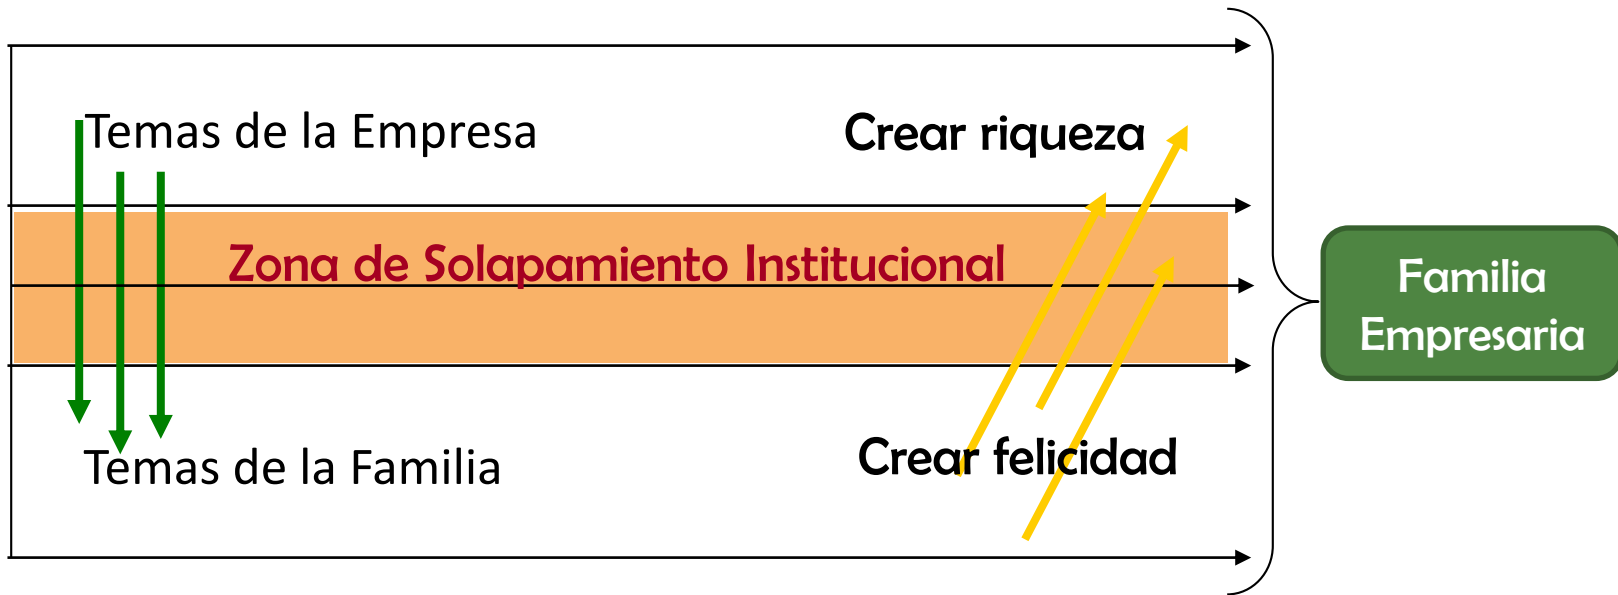 Temas de la Empresa
Crear riqueza
Zona de Solapamiento Institucional
Familia
Empresaria
Temas de la Familia
Crear felicidad